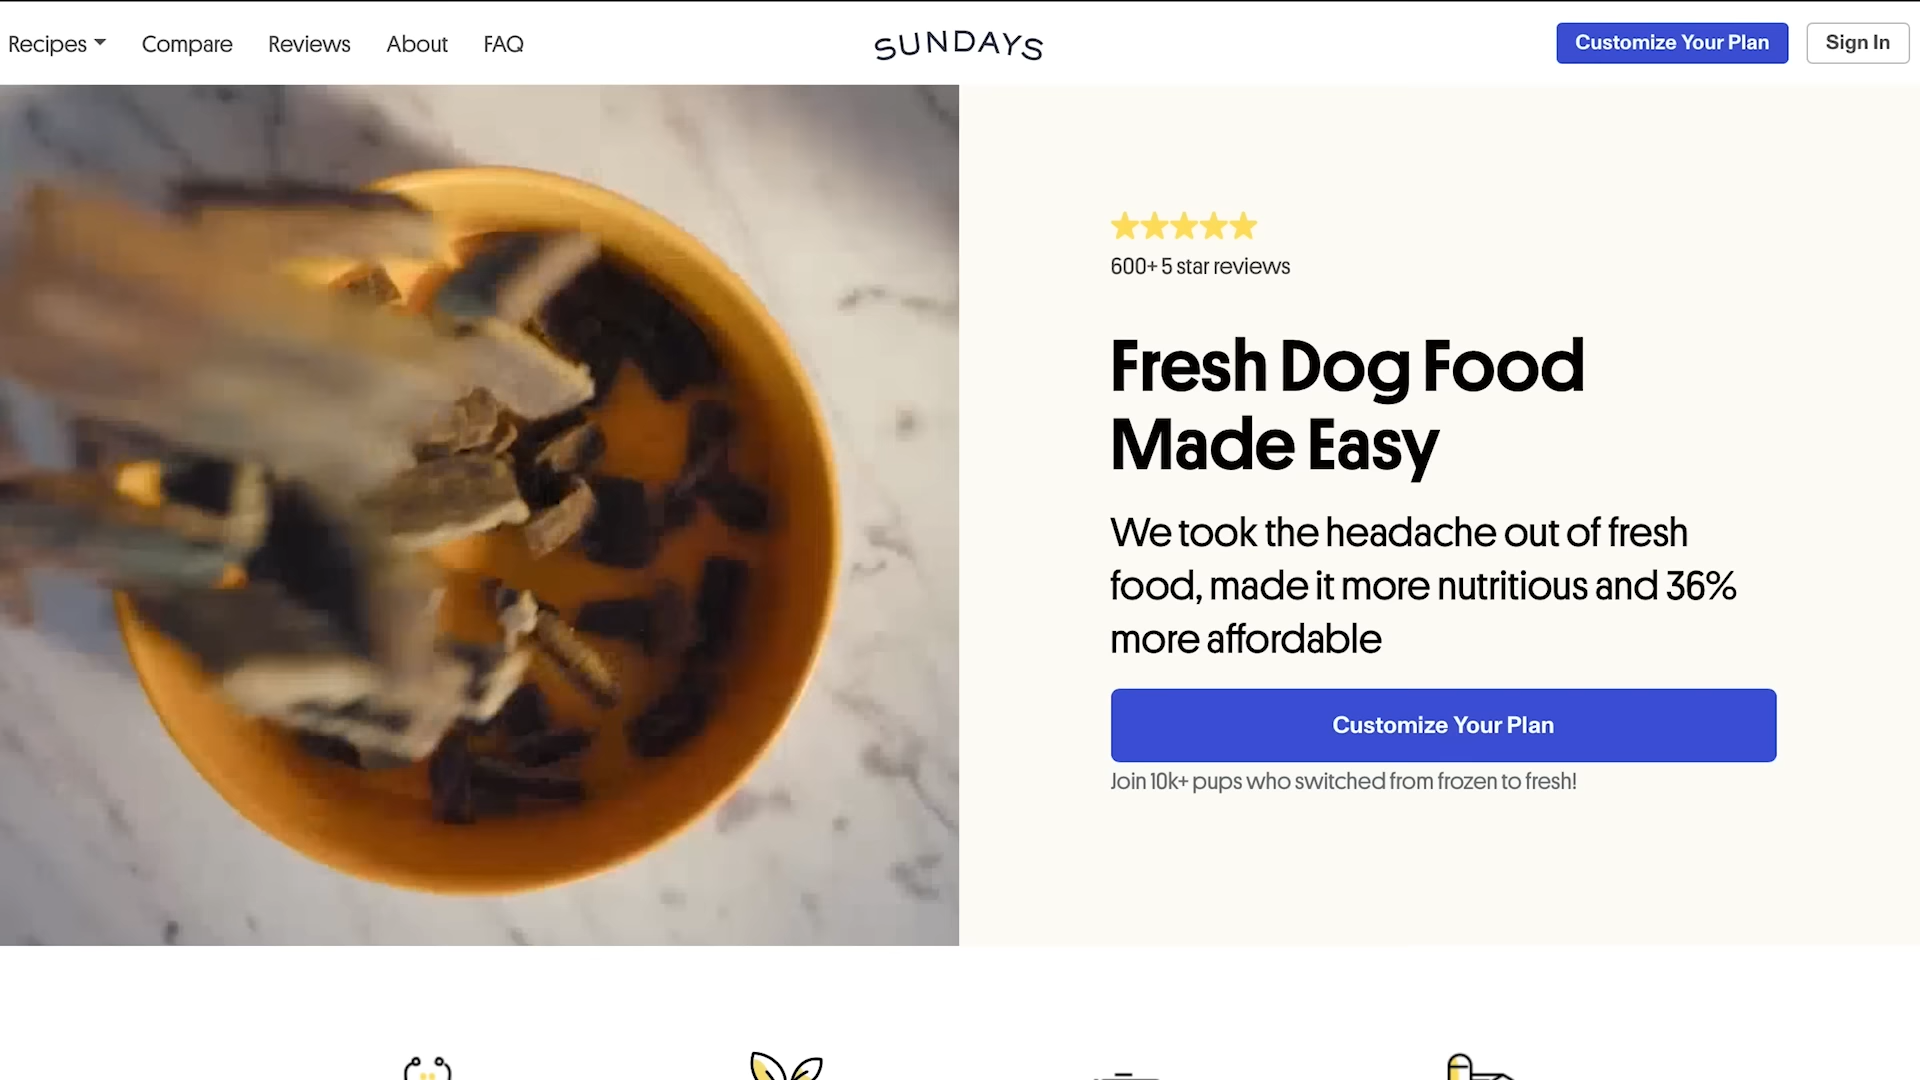 Recipes
Compare
Reviews
About
FAQ
SUNDAYS
Customize Your Plan
Sign In
600+ 5 star reviews
Fresh Dog Food
Made Easy
We took the headache out of fresh
food, made it more nutritious and 36%
more affordable
Customize Your Plan
Join 10k+ pups who switched from frozen to fresh!